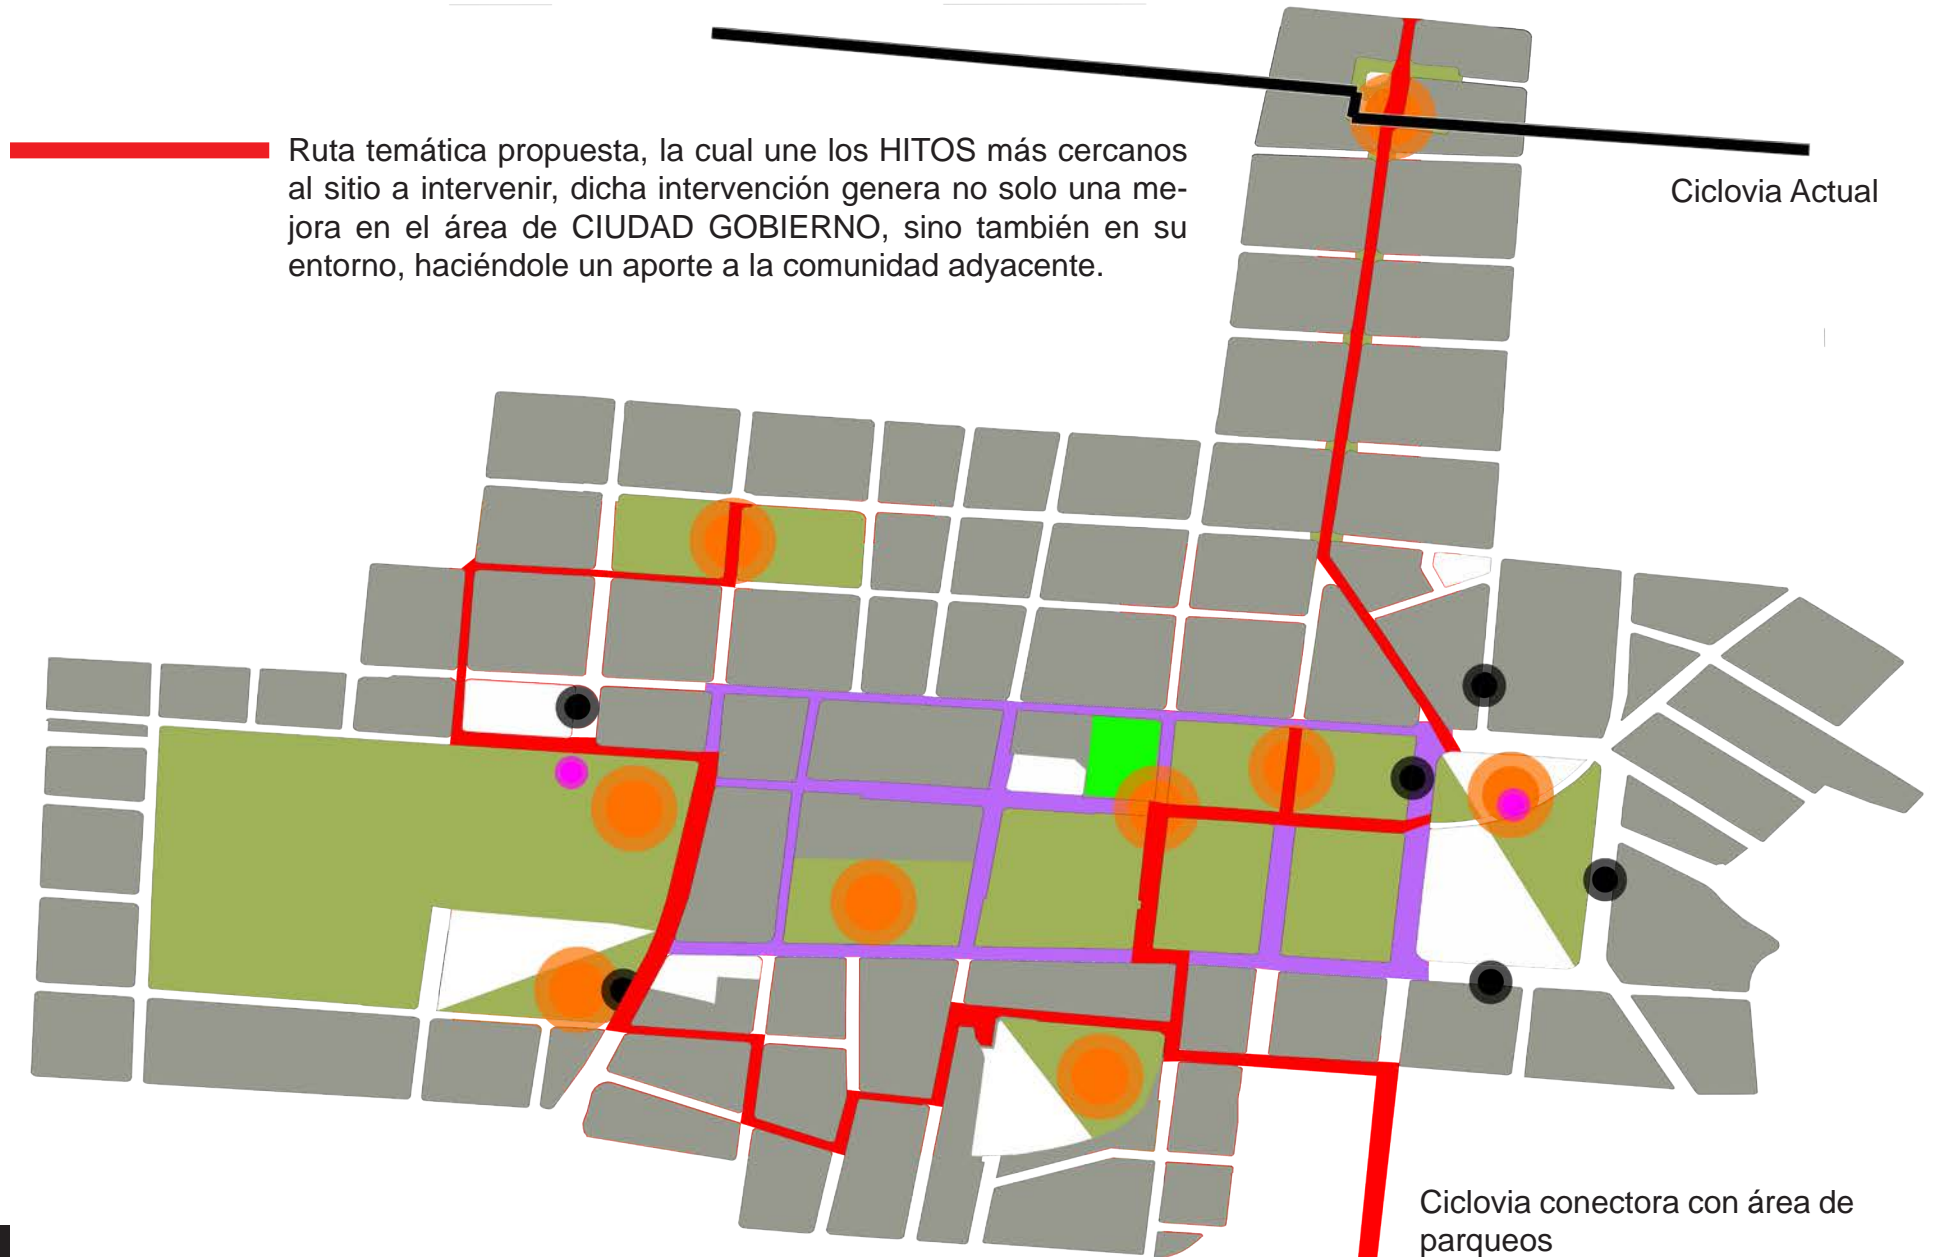 Ruta temática propuesta, la cual une los HITOS más cercanos
al sitio a intervenir, dicha intervención genera no solo una me-
jora en el área de CIUDAD GOBIERNO, sino también en su
entorno, haciéndole un aporte a la comunidad adyacente.
Ciclovia Actual
Ciclovia conectora con área de
parqueos